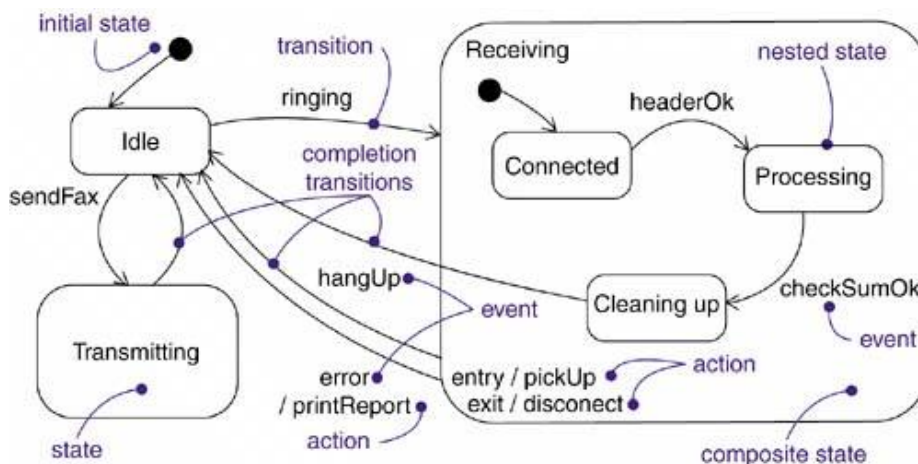 initial state
transition
Receiving
nested state
ringing
headerOk
Idle
completion
transitions
Connected
Processing
sendFax
hangUp
Cleaning up
checkSumOk
event
event
Transmitting
error
/ printReport
entry / pickUp
exit / disconect
action
state
action
composite state